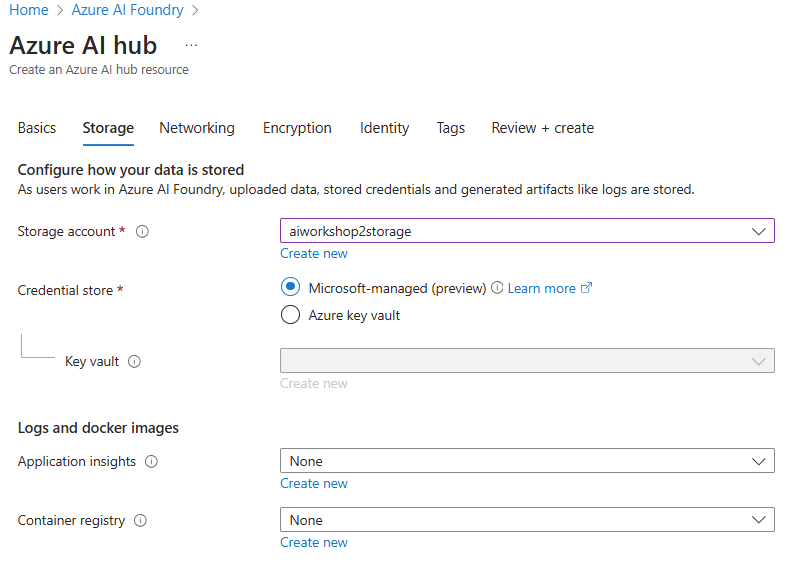 Home > Azure AI Foundry >
Azure AI hub ...
Create an Azure AI hub resource
Basics Storage Networking Encryption Identity Tags Review + create
Configure how your data is stored
As users work in Azure AI Foundry, uploaded data, stored credentials and generated artifacts like logs are stored.
Storage account * aiworkshop2storage
Create new
Credential store * Microsoft-managed (preview) Learn more
Azure key vault
Key vault
Create new
Logs and docker images
Application insights None
Create new
Container registry None
Create new